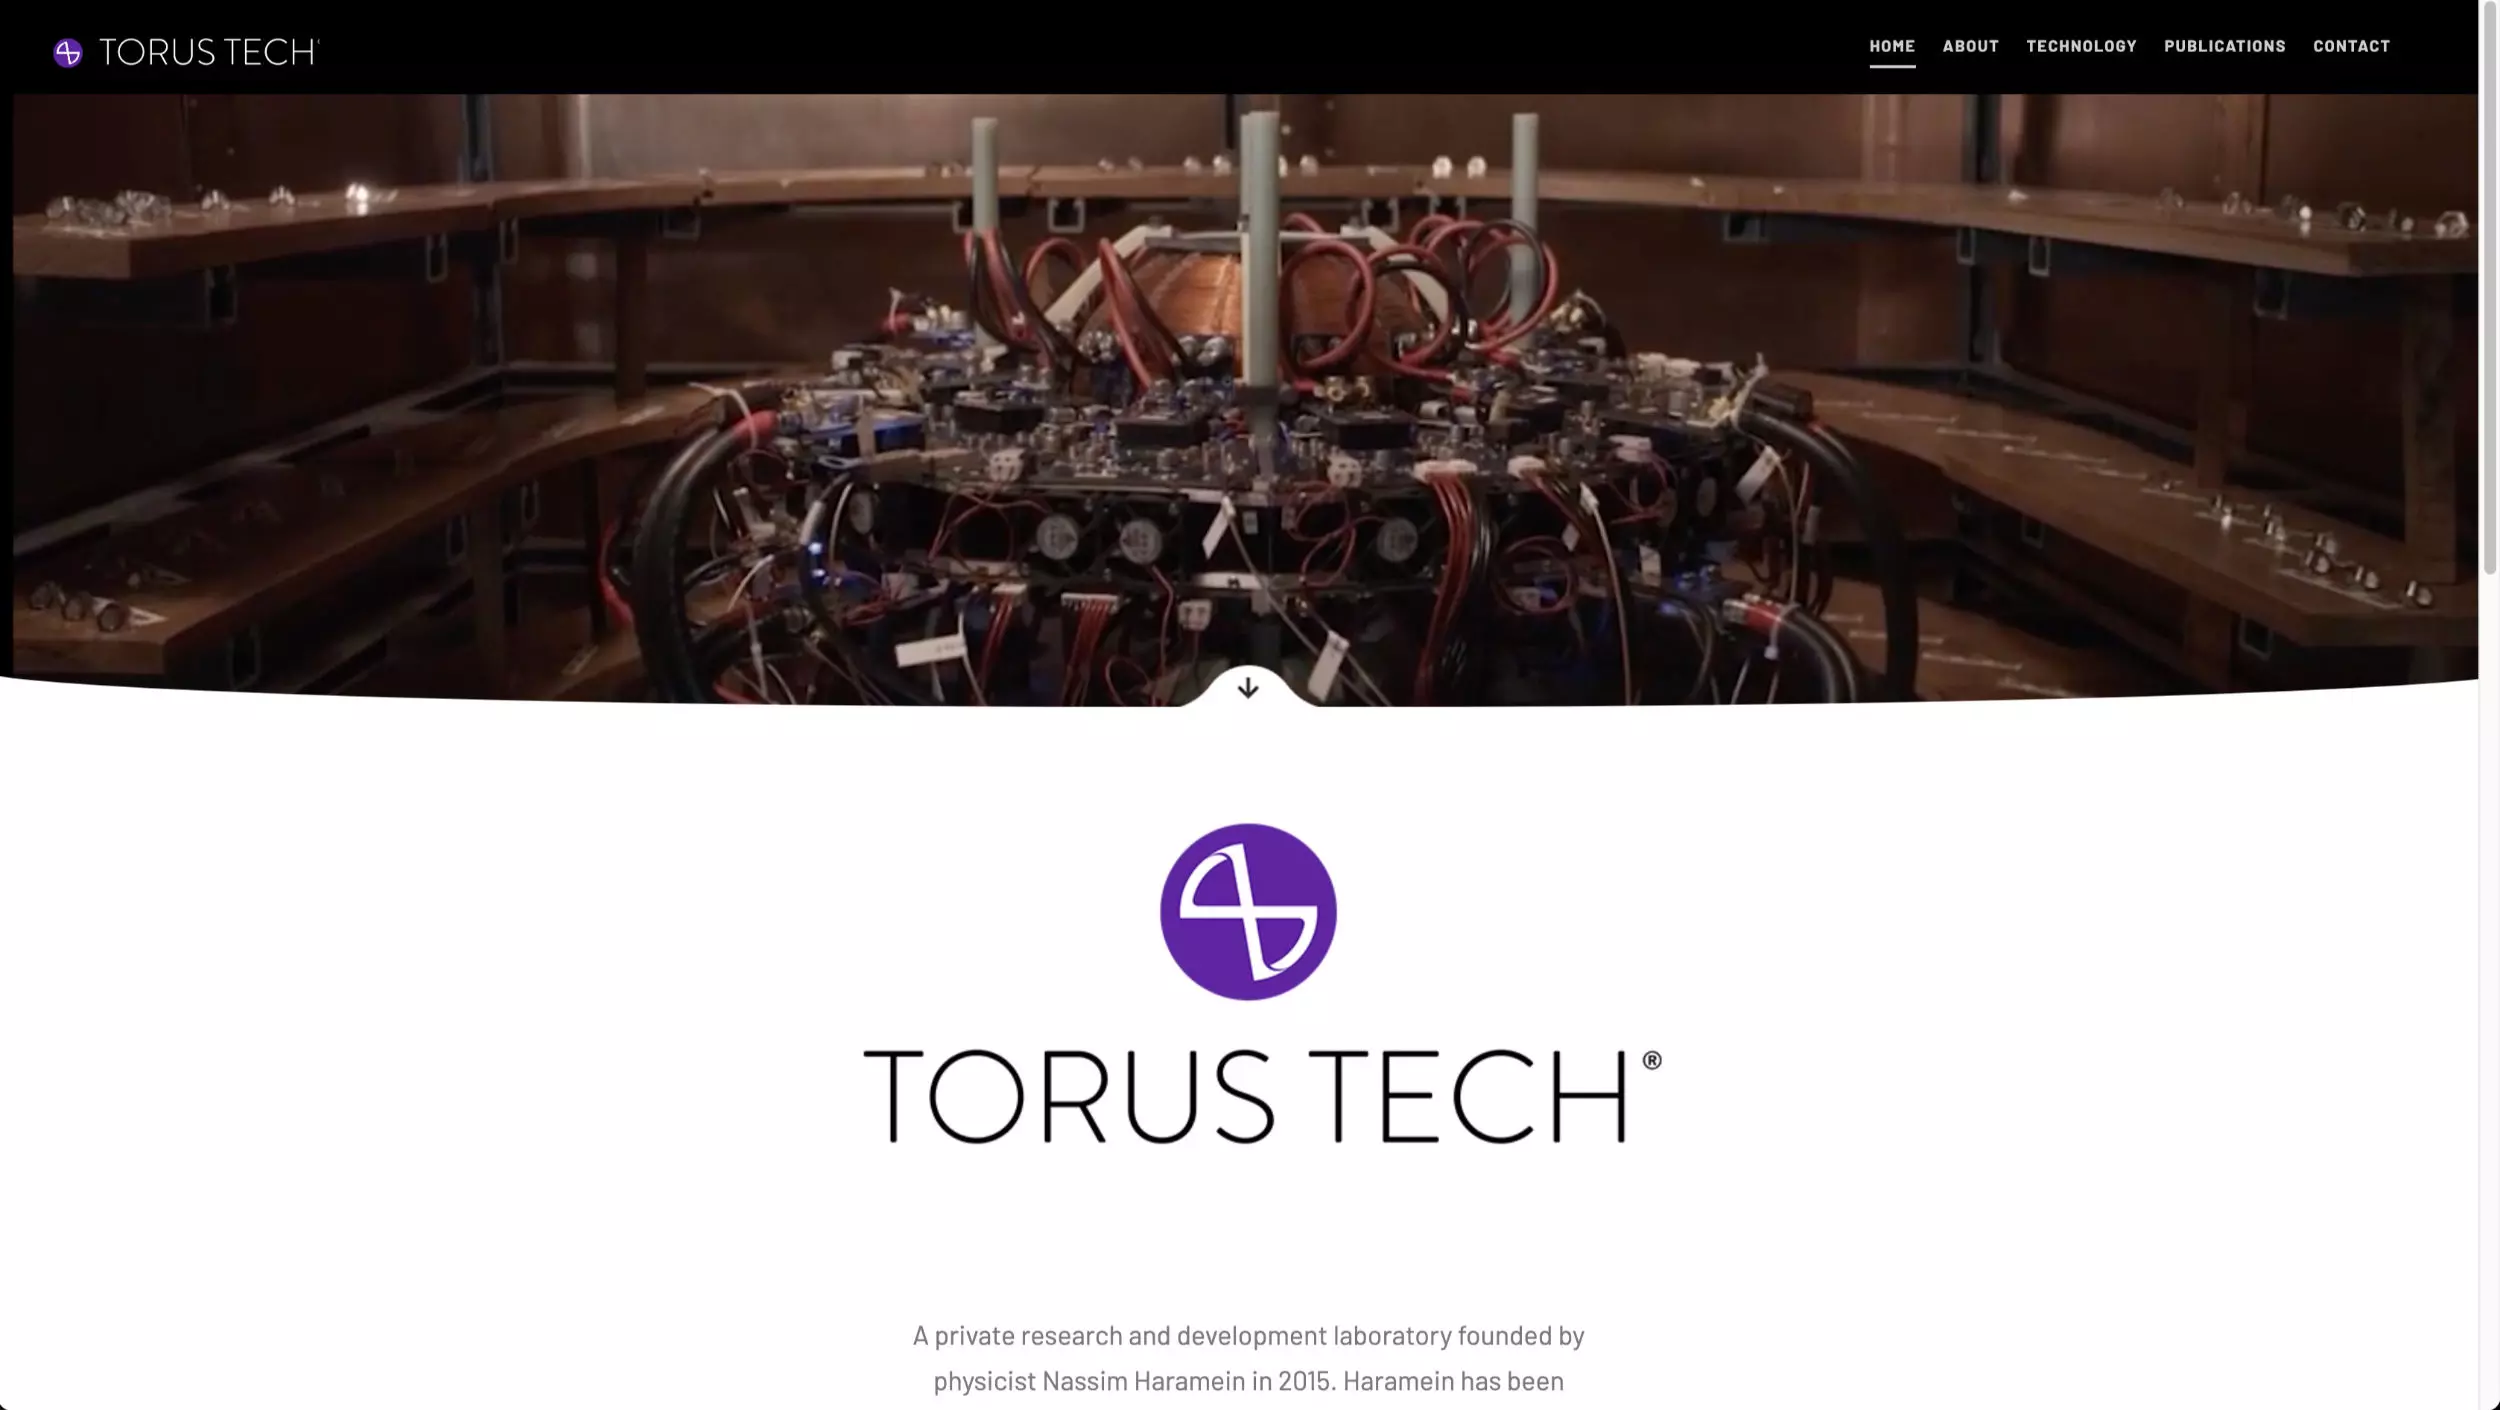 TORUS TECH
HOME ABOUT TECHNOLOGY PUBLICATIONS CONTACT
TORUS TECH®
A private research and development laboratory founded by
physicist Nassim Haramein in 2015. Haramein has been